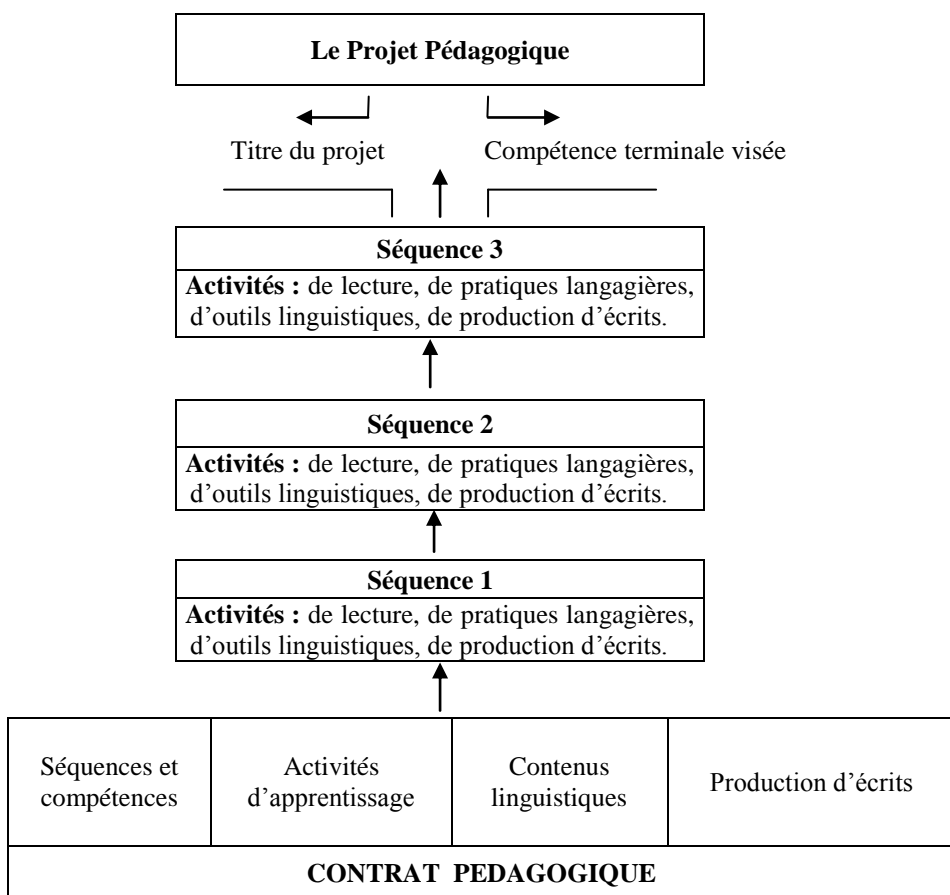 Le Projet Pédagogique
Titre du projet
Compétence terminale visée
Séquence 3
Activités : de lecture, de pratiques langagières,
d’outils linguistiques, de production d’écrits.
Séquence 2
Activités : de lecture, de pratiques langagières,
d’outils linguistiques, de production d’écrits.
Séquence 1
Activités : de lecture, de pratiques langagières,
d’outils linguistiques, de production d’écrits.
Séquences et
compétences
Activités
d’apprentissage
Contenus
linguistiques
Production d’écrits
CONTRAT PEDAGOGIQUE